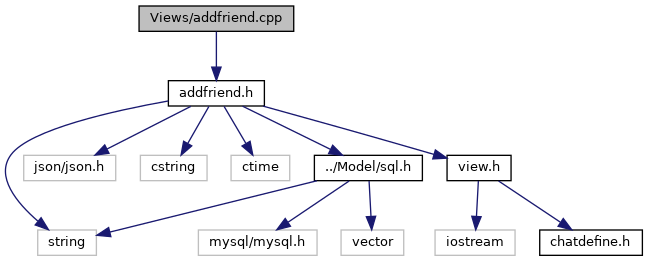 Views/addfriend.cpp
addfriend.h
json/json.h
cstring
ctime
../Model/sql.h
view.h
string
mysql/mysql.h
vector
iostream
chatdefine.h